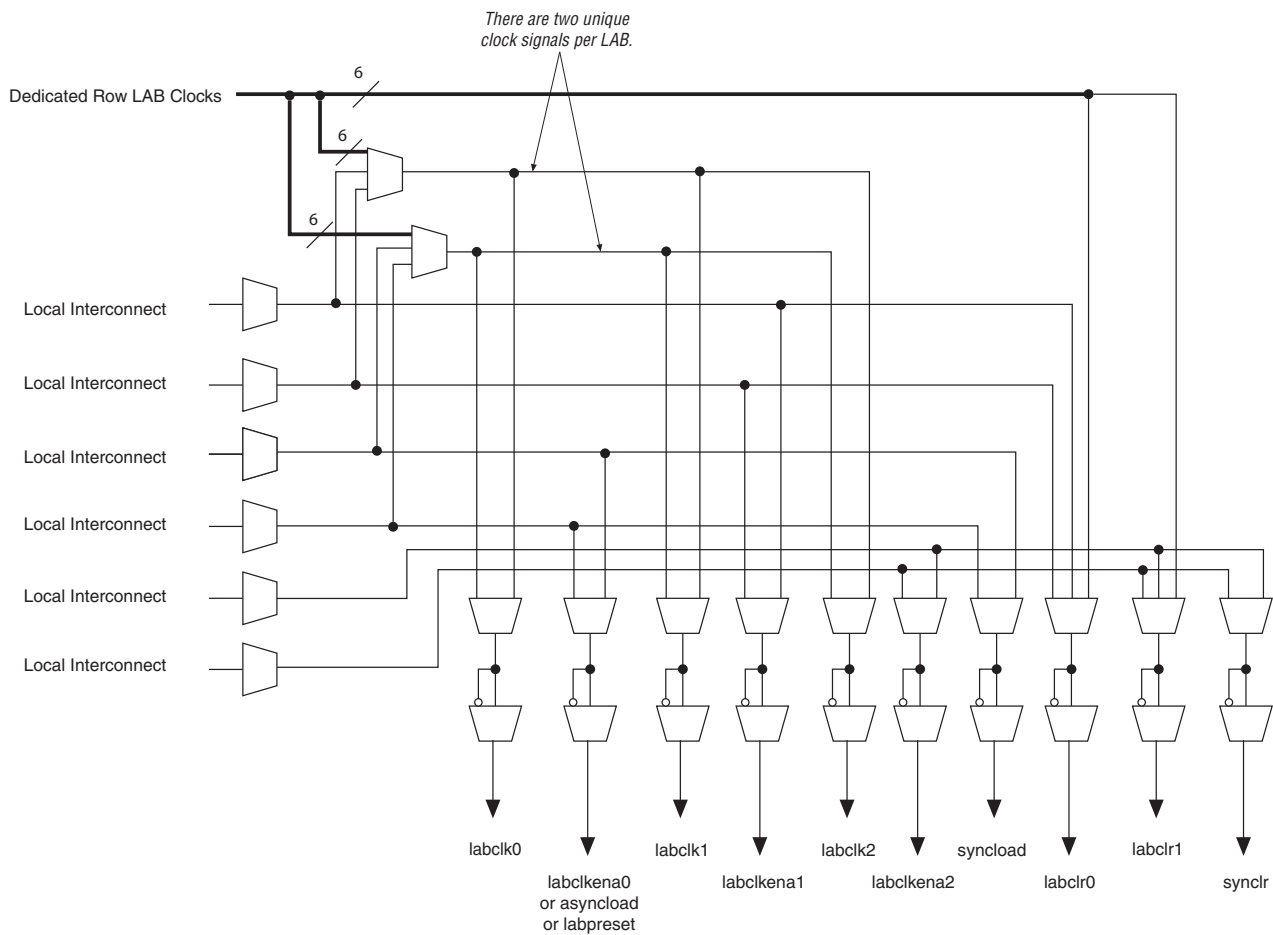 There are two unique
clock signals per LAB.
6
Dedicated Row LAB Clocks
6
6
Local Interconnect
Local Interconnect
Local Interconnect
Local Interconnect
Local Interconnect
Local Interconnect
labclk0
labclkena0
or asyncload
or labpreset
labclk1
labclkena1
labclk2
labclkena2
syncload
labclr0
labclr1
synclr